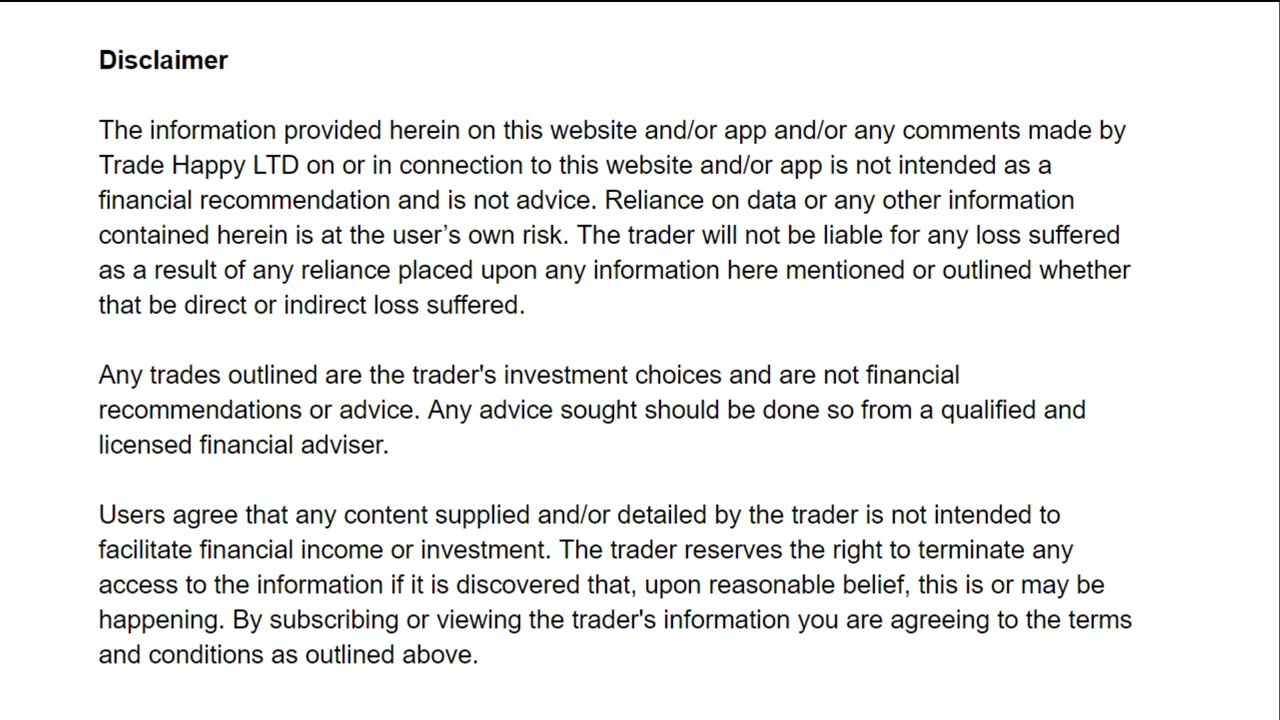 Disclaimer
The information provided herein on this website and/or app and/or any comments made by
Trade Happy LTD on or in connection to this website and/or app is not intended as a
financial recommendation and is not advice. Reliance on data or any other information
contained herein is at the user’s own risk. The trader will not be liable for any loss suffered
as a result of any reliance placed upon any information here mentioned or outlined whether
that be direct or indirect loss suffered.
Any trades outlined are the trader's investment choices and are not financial
recommendations or advice. Any advice sought should be done so from a qualified and
licensed financial adviser.
Users agree that any content supplied and/or detailed by the trader is not intended to
facilitate financial income or investment. The trader reserves the right to terminate any
access to the information if it is discovered that, upon reasonable belief, this is or may be
happening. By subscribing or viewing the trader's information you are agreeing to the terms
and conditions as outlined above.